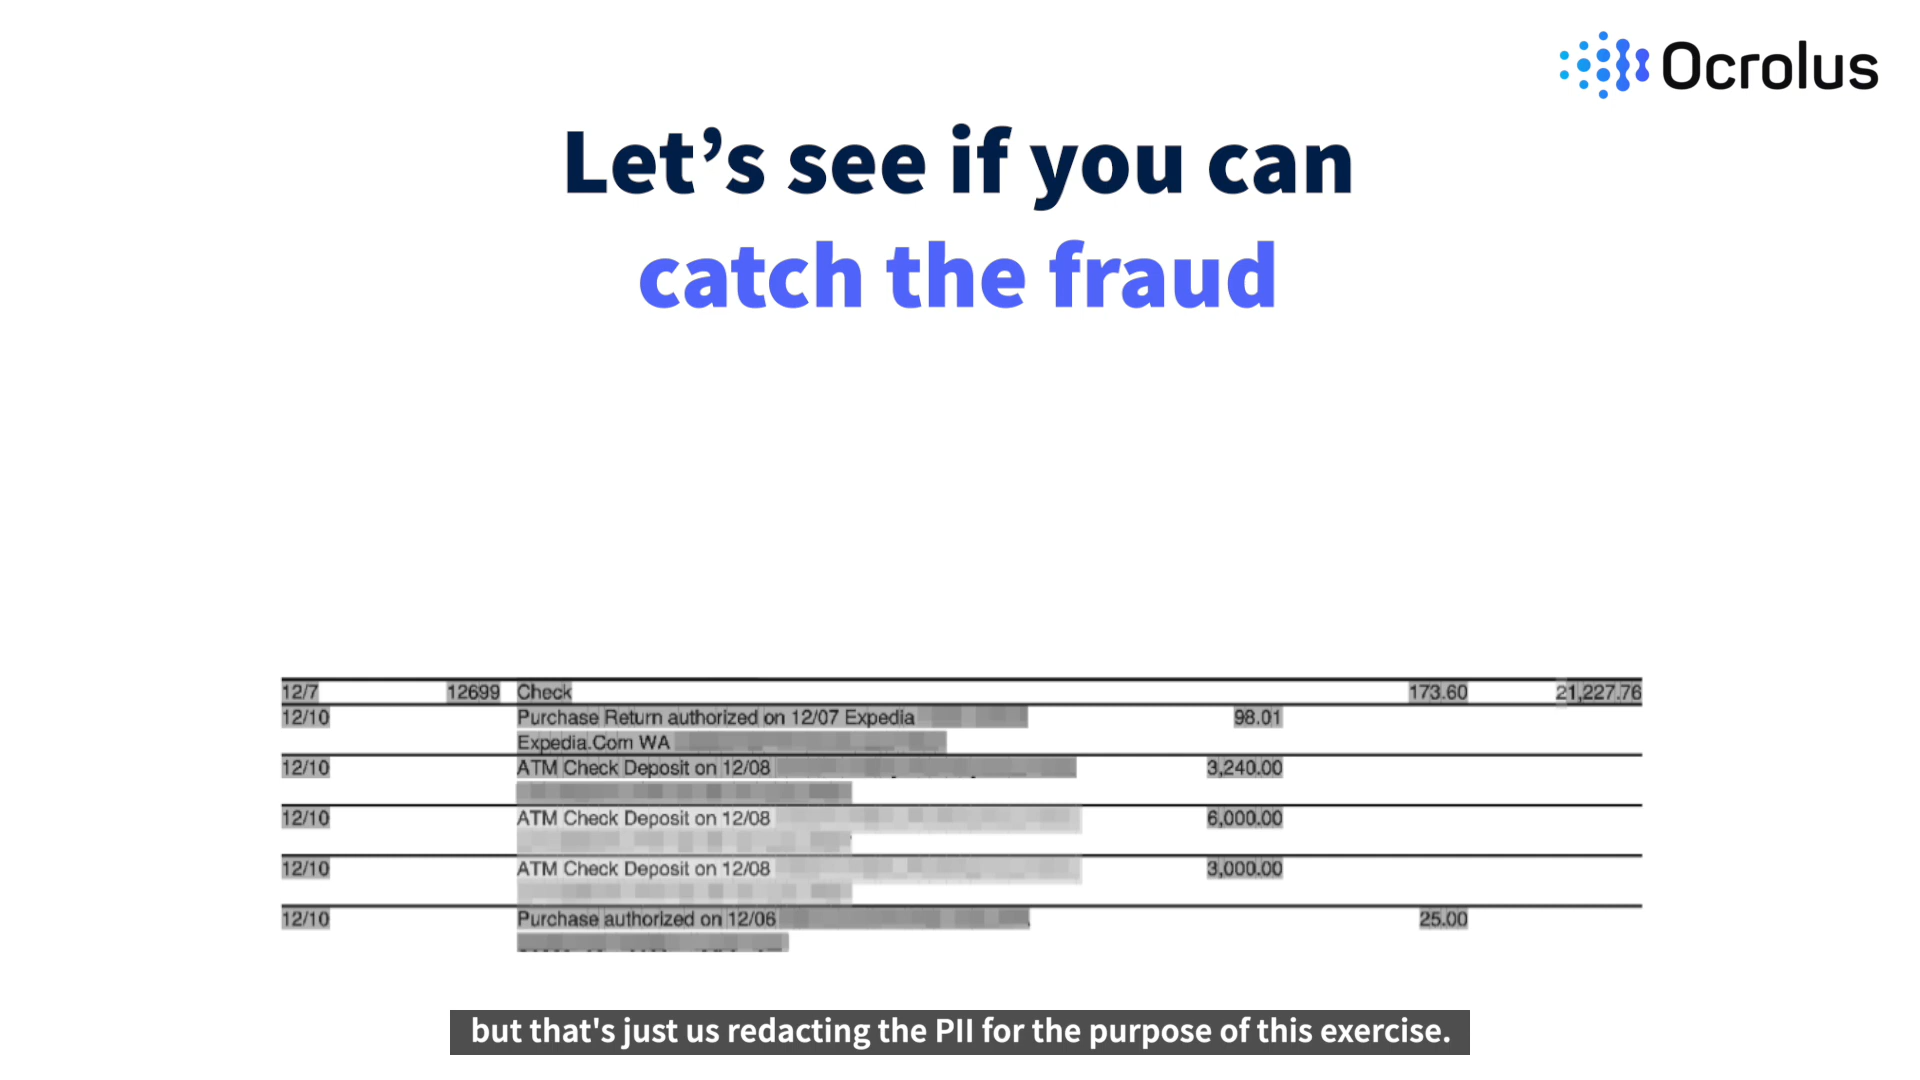 Ocrolus
Let’s see if you can
catch the fraud
12/7 12699 Check 173.60 21,227.76
12/10 Purchase Return authorized on 12/07 Expedia 98.01
Expedia.Com WA
12/10 ATM Check Deposit on 12/08 3,240.00
12/10 ATM Check Deposit on 12/08 6,000.00
12/10 ATM Check Deposit on 12/08 3,000.00
12/10 Purchase authorized on 12/06 25.00
but that's just us redacting the PII for the purpose of this exercise.